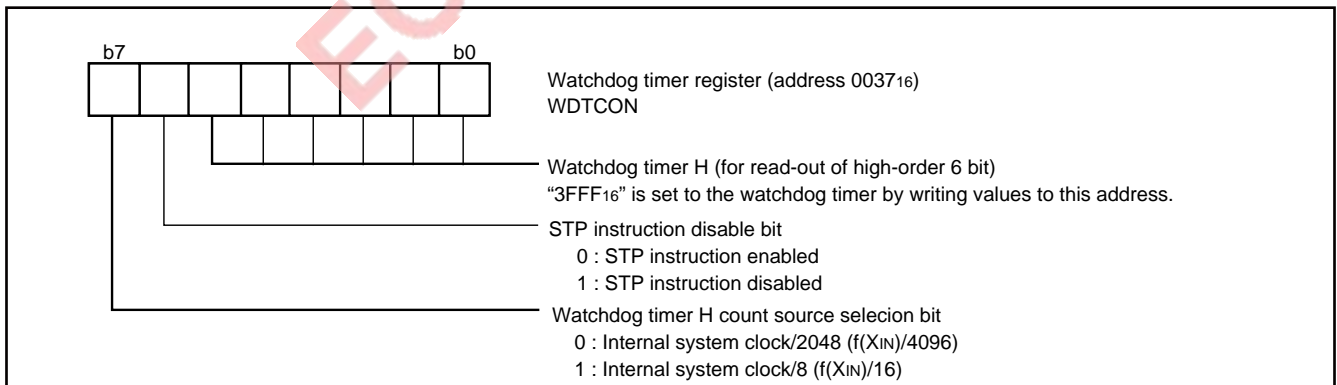 b7 b0
Watchdog timer register (address 003716)
WDTCON
Watchdog timer H (for read-out of high-order 6 bit)
“3FFF16” is set to the watchdog timer by writing values to this address.
STP instruction disable bit
0 : STP instruction enabled
1 : STP instruction disabled
Watchdog timer H count source selecion bit
0 : Internal system clock/2048 (f(XIN)/4096)
1 : Internal system clock/8 (f(XIN)/16)